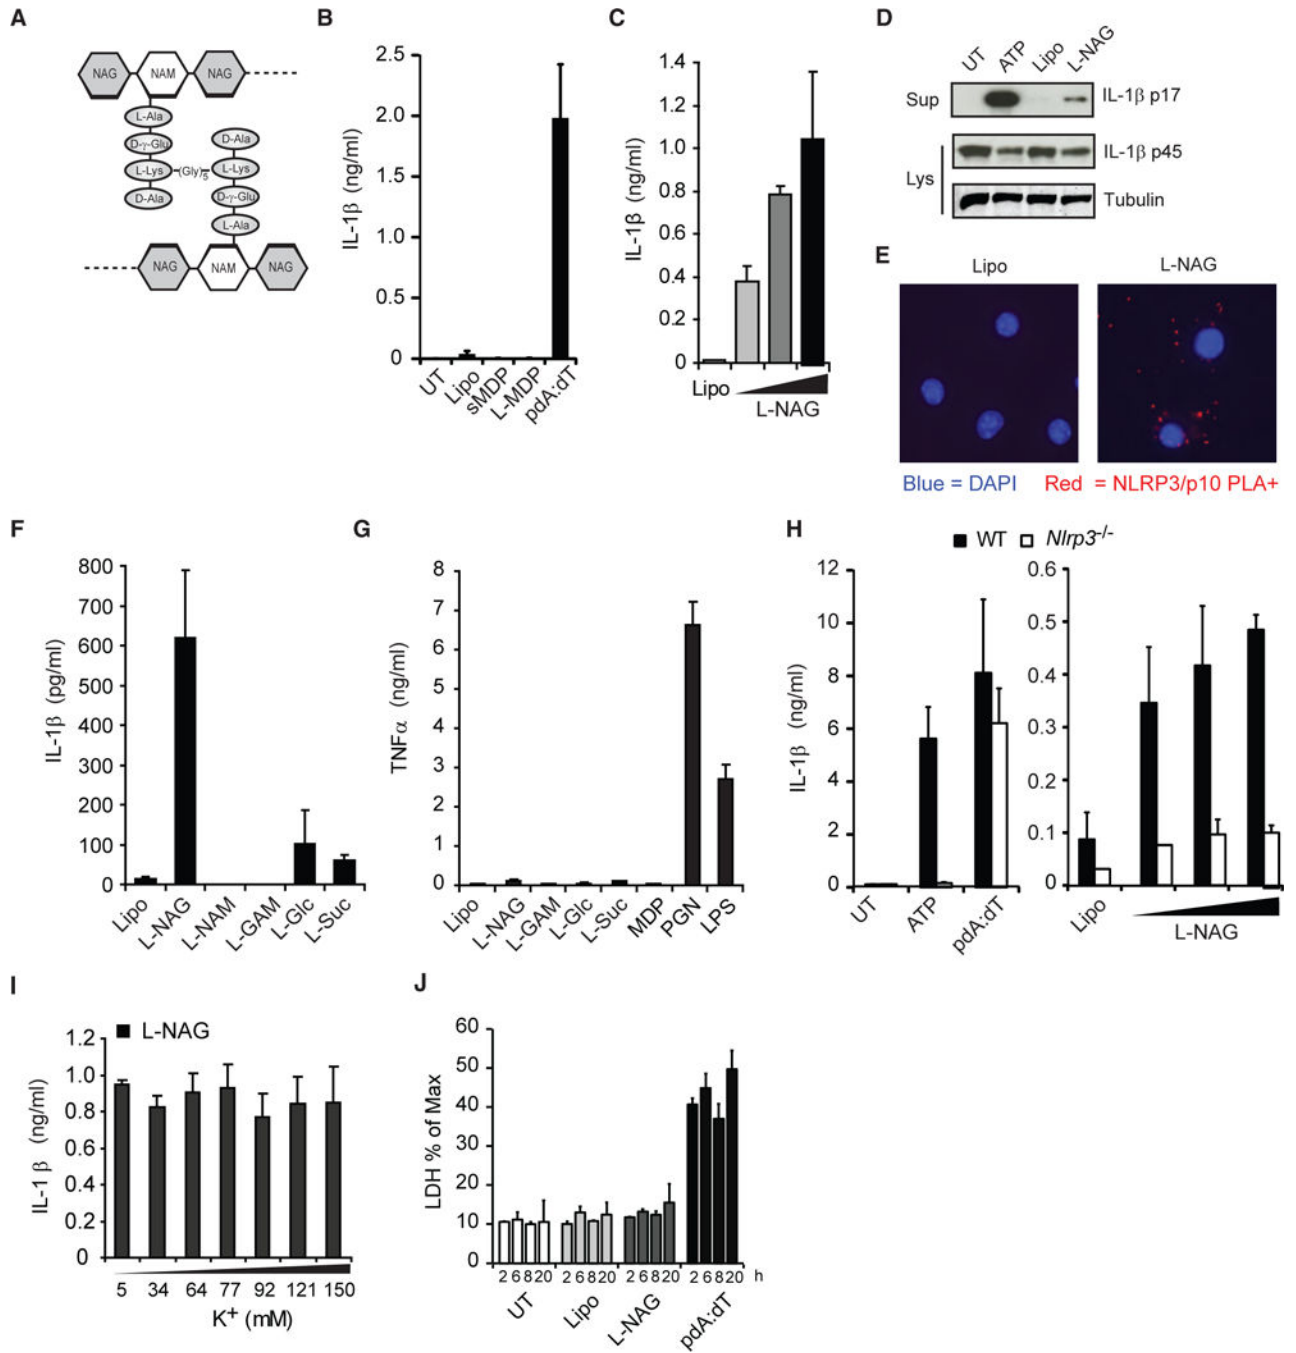 A
NAG NAM NAG
L-Ala
D-γ-Glu D-Ala
L-Lys (Gly)5 L-Lys
D-Ala D-γ-Glu
L-Ala
NAG NAM NAG
B
IL-1β (ng/ml)
2.5
2.0
1.5
1.0
0.5
0
UT Lipo sMDP L-MDP pdA:dT
C
IL-1β (ng/ml)
1.4
1.2
1.0
0.8
0.6
0.4
0.2
0
Lipo
L-NAG
D
UT ATP Lipo L-NAG
Sup IL-1β p17
Lys IL-1β p45
Tubulin
E
Lipo L-NAG
Blue = DAPI Red = NLRP3/p10 PLA+
F
IL-1β (pg/ml)
800
700
600
500
400
300
200
100
0
Lipo L-NAG L-NAM L-GAM L-Glc L-Suc
G
TNFα (ng/ml)
8
7
6
5
4
3
2
1
0
Lipo L-NAG L-GAM L-Glc L-Suc MDP PGN LPS
H
WT Nlrp3-/-
IL-1β (ng/ml)
12
10
8
6
4
2
0
UT ATP pdA:dT
0.6
0.5
0.4
0.3
0.2
0.1
0
Lipo
L-NAG
I
L-NAG
IL-1 β (ng/ml)
1.2
1.0
0.8
0.6
0.4
0.2
0
5 34 64 77 92 121 150
K+ (mM)
J
LDH % of Max
60
50
40
30
20
10
0
2 6 8 20 2 6 8 20 2 6 8 20 2 6 8 20 h
UT Lipo L-NAG pdA:dT